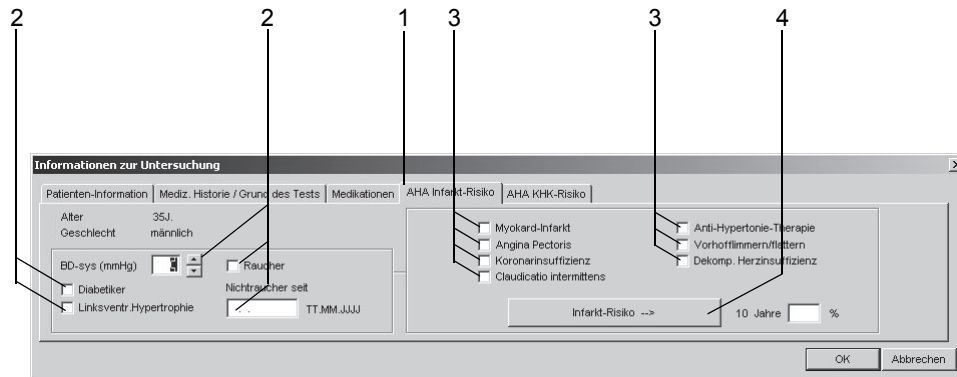 2 2 1 3 3 4
Informationen zur Untersuchung
Patienten-Information Mediz. Historie / Grund des Tests Medikationen AHA Infarkt-Risiko AHA KHK-Risiko
Alter 35J.
Geschlecht männlich
BD-sys (mmHg) Raucher
Diabetiker Nichtraucher seit
Linksventr.Hypertrophie . . TT.MM.JJJJ
Myokard-Infarkt Anti-Hypertonie-Therapie
Angina Pectoris Vorhofflimmern/flattern
Koronarinsuffizienz Dekomp. Herzinsuffizienz
Claudicatio intermittens
Infarkt-Risiko --> 10 Jahre %
OK Abbrechen